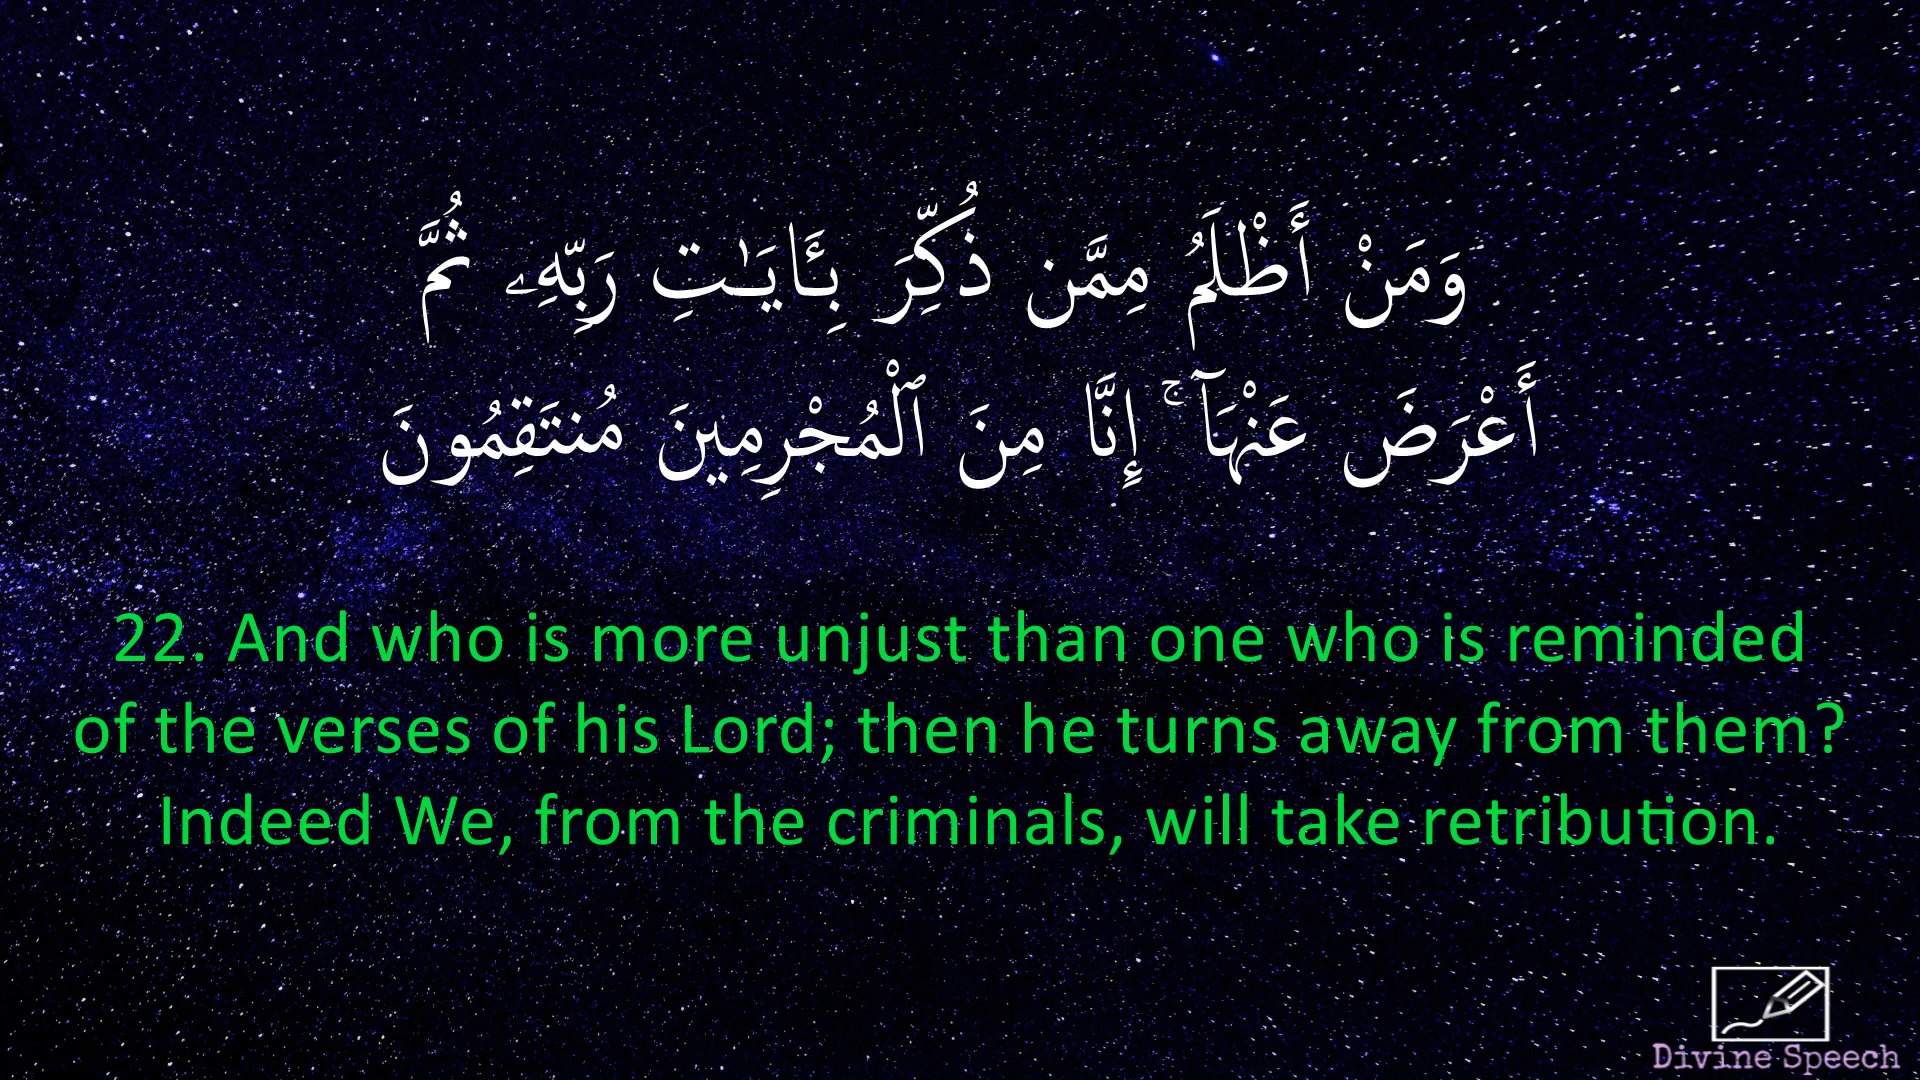 وَمَنْ أَظْلَمُ مِمَّن ذُكِّرَ بِـَٔايَـٰتِ رَبِّهِۦ ثُمَّ
أَعْرَضَ عَنْهَآ ۚ إِنَّا مِنَ ٱلْمُجْرِمِينَ مُنتَقِمُونَ
22. And who is more unjust than one who is reminded
of the verses of his Lord; then he turns away from them?
Indeed We, from the criminals, will take retribution.
Divine Speech